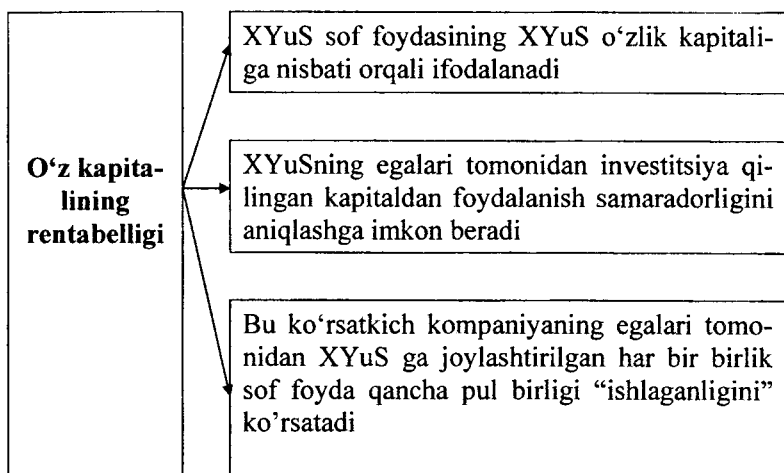 XYuS sof foydasining XYuS o‘zlik kapitali-
ga nisbati orqali ifodalanadi
O‘z kapita-
lining
rentabelligi
XYuSning egalari tomonidan investitsiya qi-
lingan kapitaldan foydalanish samaradorligini
aniqlashga imkon beradi
Bu ko‘rsatkich kompaniyaning egalari tomo-
nidan XYuS ga joylashtirilgan har bir birlik
sof foyda qancha pul birligi “ishlaganligini”
ko’rsatadi